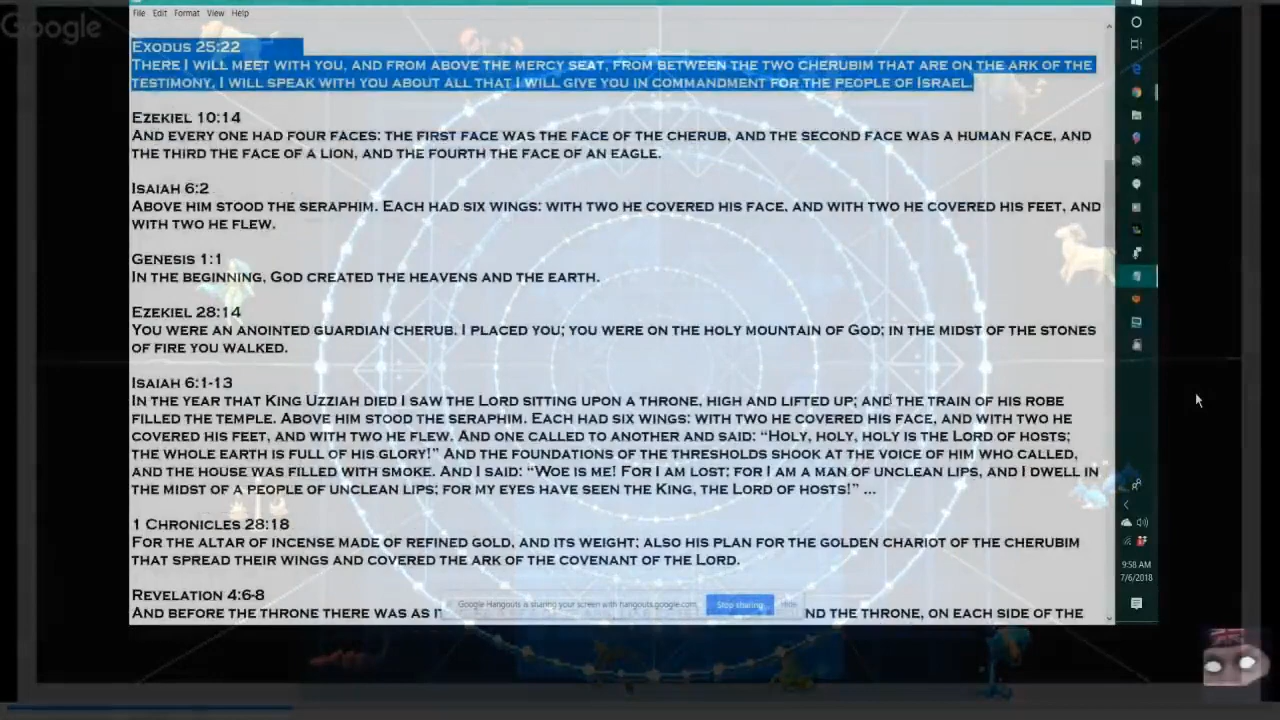 Google
File Edit Format View Help
Exodus 25:22
There I will meet with you, and from above the mercy seat, from between the two cherubim that are on the ark of the
testimony, I will speak with you about all that I will give you in commandment for the people of Israel.
Ezekiel 10:14
And every one had four faces: the first face was the face of the cherub, and the second face was a human face, and
the third the face of a lion, and the fourth the face of an eagle.
Isaiah 6:2
Above him stood the seraphim. Each had six wings: with two he covered his face, and with two he covered his feet, and
with two he flew.
Genesis 1:1
In the beginning, God created the heavens and the earth.
Ezekiel 28:14
You were an anointed guardian cherub. I placed you; you were on the holy mountain of God; in the midst of the stones
of fire you walked.
Isaiah 6:1-13
In the year that King Uzziah died I saw the Lord sitting upon a throne, high and lifted up; and the train of his robe
filled the temple. Above him stood the seraphim. Each had six wings: with two he covered his face, and with two he
covered his feet, and with two he flew. And one called to another and said: “Holy, holy, holy is the Lord of hosts;
the whole earth is full of his glory!” And the foundations of the thresholds shook at the voice of him who called,
and the house was filled with smoke. And I said: “Woe is me! For I am lost; for I am a man of unclean lips, and I dwell in
the midst of a people of unclean lips; for my eyes have seen the King, the Lord of hosts!” ...
1 Chronicles 28:18
For the altar of incense made of refined gold, and its weight; also his plan for the golden chariot of the cherubim
that spread their wings and covered the ark of the covenant of the Lord.
Revelation 4:6-8
And before the throne there was as it nd the throne, on each side of the
Google Hangouts is sharing your screen with hangouts.google.com. Stop sharing Hide
9:58 AM
7/6/2018